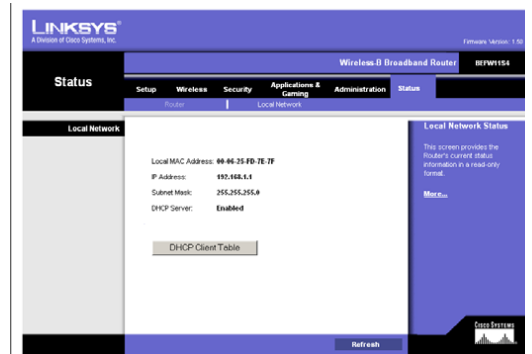 LINKSYS®
A Division of Cisco Systems, Inc.
Firmware Version: 1.50
Wireless-B Broadband Router BEFW11S4
Status
Setup Wireless Security Applications & Gaming Administration Status
Router Local Network
Local Network
Local MAC Address: 00-06-25-FD-7E-7F
IP Address: 192.168.1.1
Subnet Mask: 255.255.255.0
DHCP Server: Enabled
DHCP Client Table
Local Network Status
This screen provides the
Router's current status
information in a read-only
format.
More...
Refresh
CISCO SYSTEMS